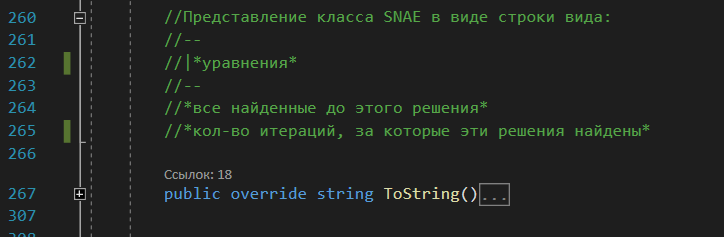 260 //Представление класса SNAE в виде строки вида:
261 //--
262 //|*уравнения*
263 //--
264 //*все найденные до этого решения*
265 //*кол-во итераций, за которые эти решения найдены*
266
Ссылок: 18
267 public override string ToString()...
307
308